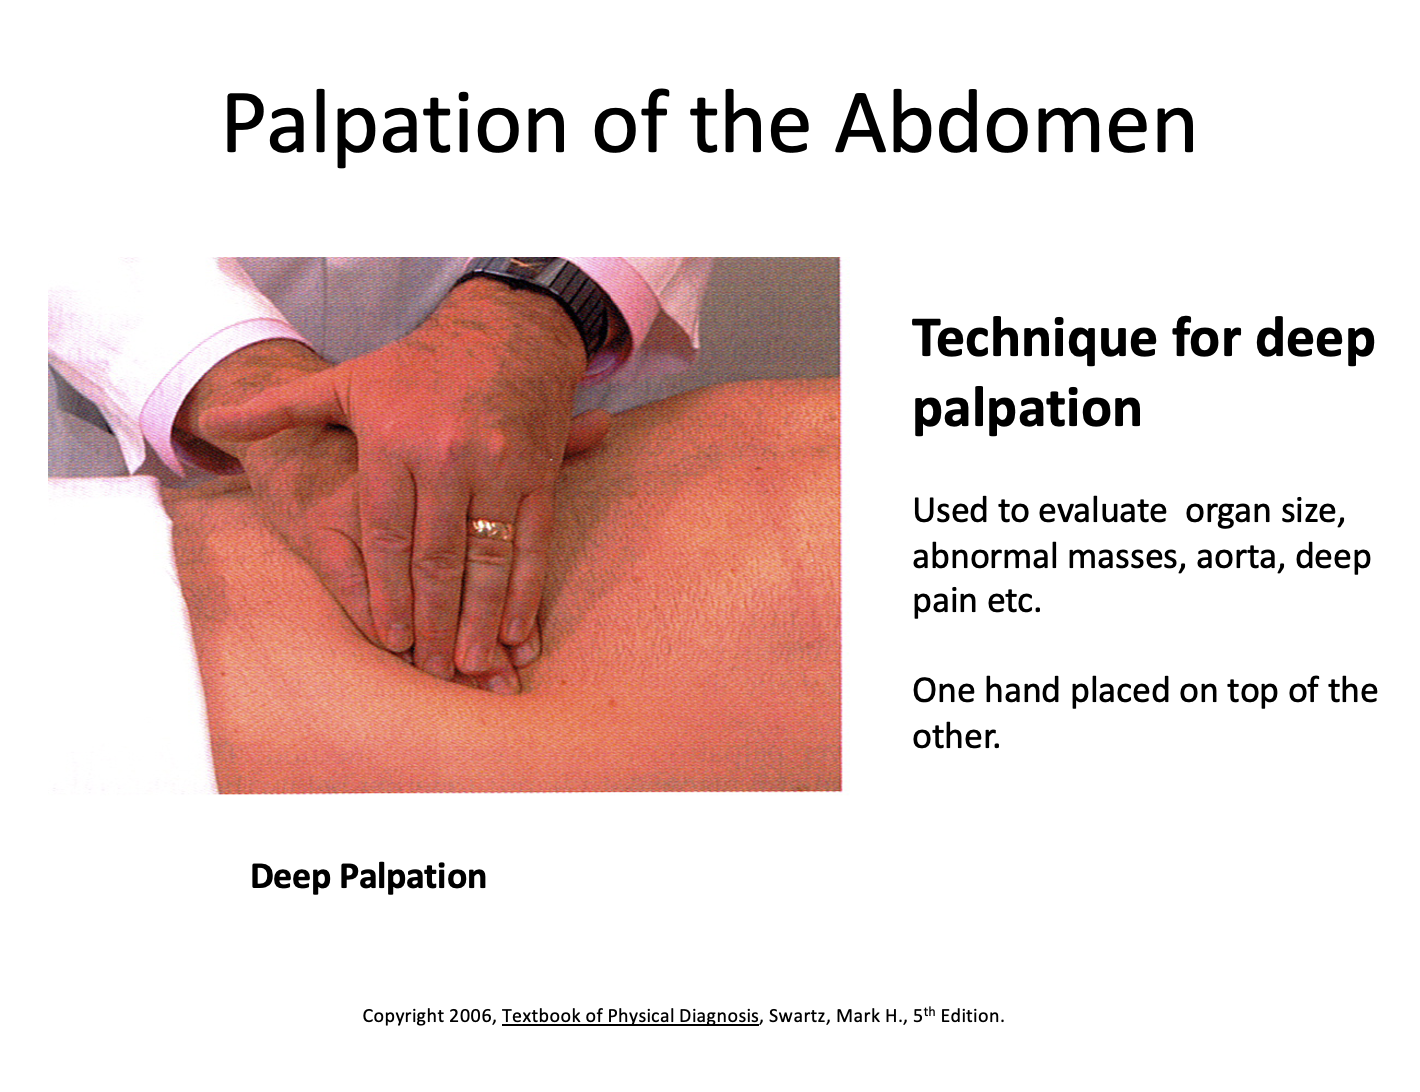 Palpation of the Abdomen
Technique for deep
palpation
Used to evaluate  organ size,
abnormal masses, aorta, deep
pain etc.
One hand placed on top of the
other.
Deep Palpation
Copyright 2006, Textbook of Physical Diagnosis, Swartz, Mark H., 5th Edition.